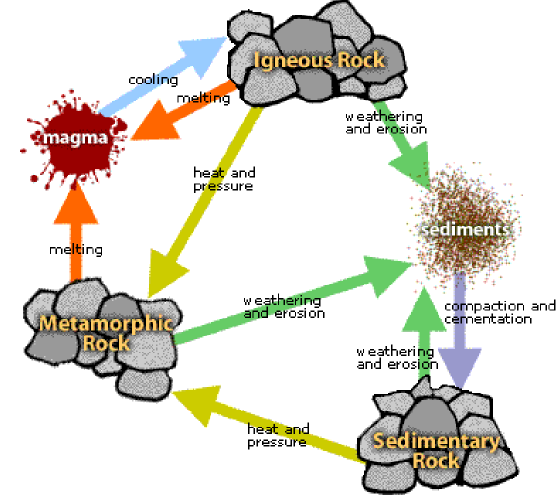 Igneous Rock
cooling
melting
weathering
and erosion
magma
heat and
pressure
sediments
melting
weathering
and erosion
compaction and
cementation
Metamorphic
Rock
weathering
and erosion
heat and
pressure
Sedimentary
Rock